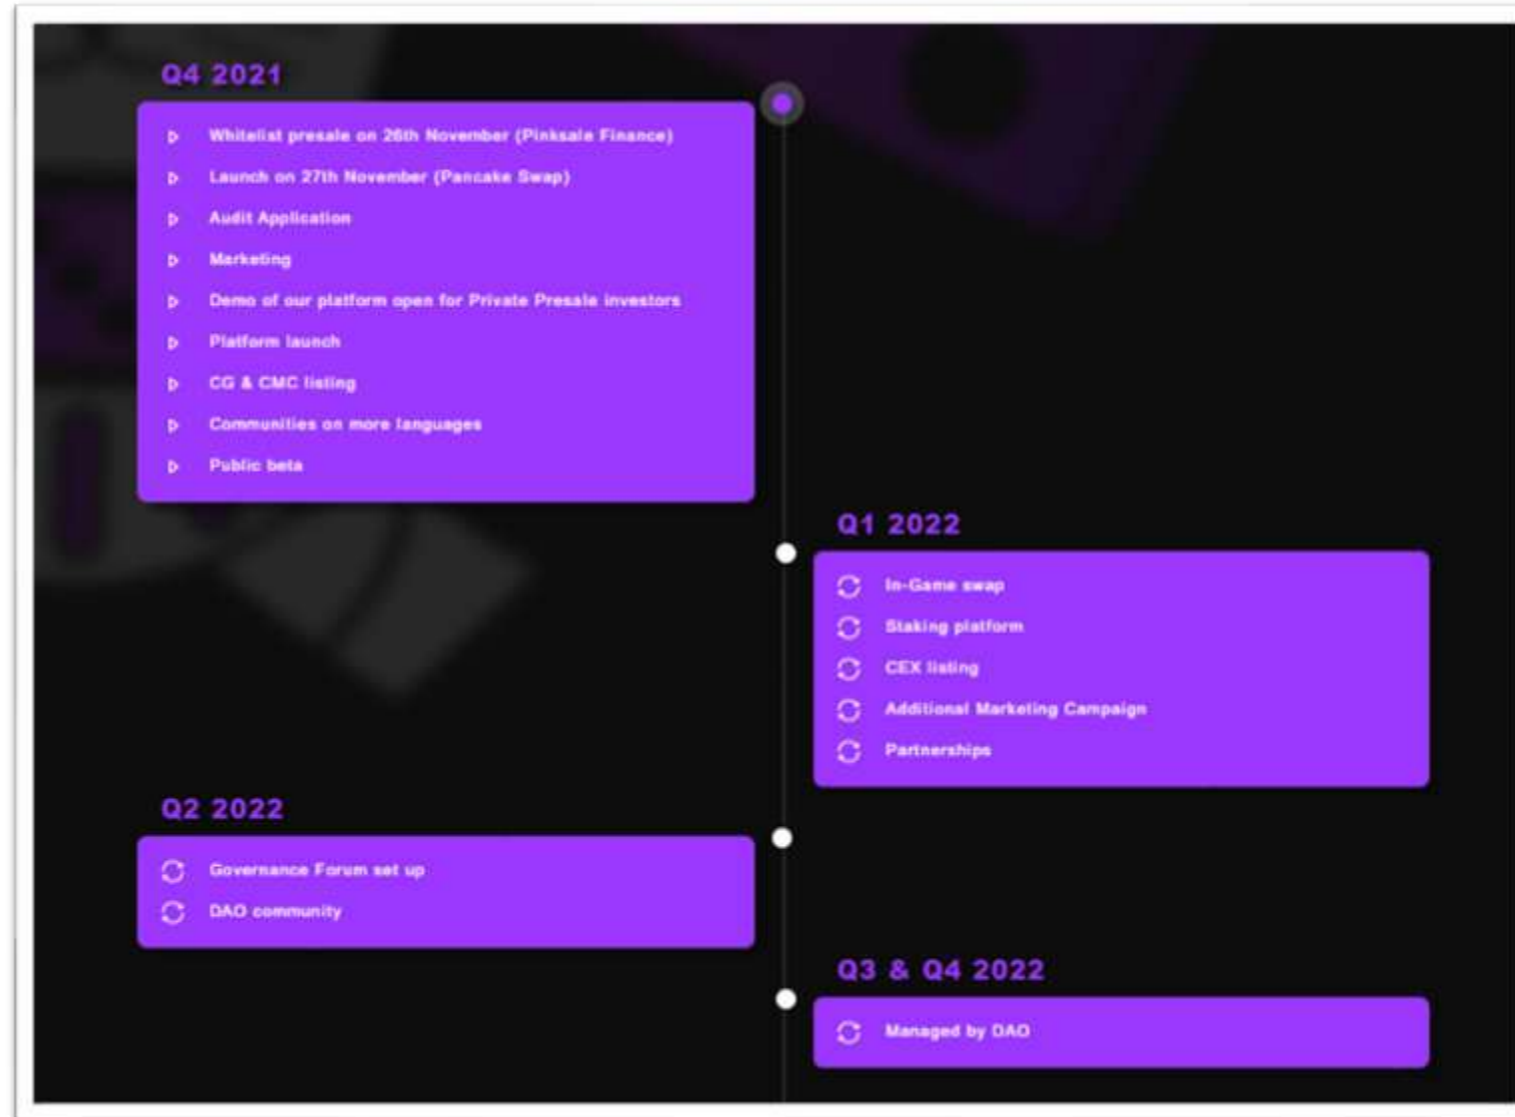 Q4 2021
Whitelist presale on 26th November (Pinksale Finance)
Launch on 27th November (Pancake Swap)
Audit Application
Marketing
Demo of our platform open for Private Presale investors
Platform launch
CG & CMC listing
Communities on more languages
Public beta
Q1 2022
In-Game swap
Staking platform
CEX listing
Additional Marketing Campaign
Partnerships
Q2 2022
Governance Forum set up
DAO community
Q3 & Q4 2022
Managed by DAO